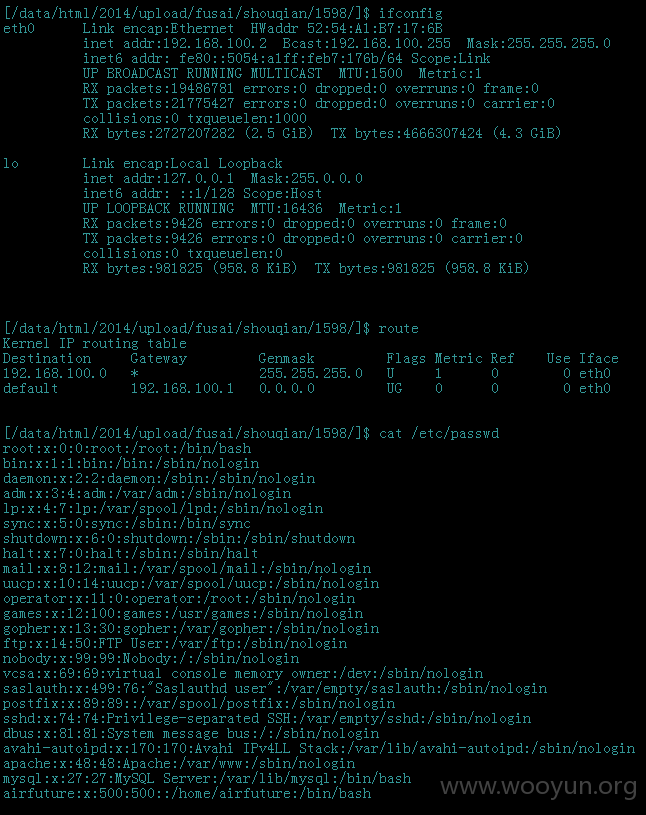 [/data/html/2014/upload/fusai/shouqian/1598/]$ ifconfig
eth0 Link encap:Ethernet HWaddr 52:54:A1:B7:17:6B
inet addr:192.168.100.2 Bcast:192.168.100.255 Mask:255.255.255.0
inet6 addr: fe80::5054:a1ff:feb7:176b/64 Scope:Link
UP BROADCAST RUNNING MULTICAST MTU:1500 Metric:1
RX packets:19486781 errors:0 dropped:0 overruns:0 frame:0
TX packets:21775427 errors:0 dropped:0 overruns:0 carrier:0
collisions:0 txqueuelen:1000
RX bytes:2727207282 (2.5 GiB) TX bytes:4666307424 (4.3 GiB)
lo Link encap:Local Loopback
inet addr:127.0.0.1 Mask:255.0.0.0
inet6 addr: ::1/128 Scope:Host
UP LOOPBACK RUNNING MTU:16436 Metric:1
RX packets:9426 errors:0 dropped:0 overruns:0 frame:0
TX packets:9426 errors:0 dropped:0 overruns:0 carrier:0
collisions:0 txqueuelen:0
RX bytes:981825 (958.8 KiB) TX bytes:981825 (958.8 KiB)
[/data/html/2014/upload/fusai/shouqian/1598/]$ route
Kernel IP routing table
Destination Gateway Genmask Flags Metric Ref Use Iface
192.168.100.0 * 255.255.255.0 U 1 0 0 eth0
default 192.168.100.1 0.0.0.0 UG 0 0 0 eth0
[/data/html/2014/upload/fusai/shouqian/1598/]$ cat /etc/passwd
root:x:0:0:root:/root:/bin/bash
bin:x:1:1:bin:/bin:/sbin/nologin
daemon:x:2:2:daemon:/sbin:/sbin/nologin
adm:x:3:4:adm:/var/adm:/sbin/nologin
lp:x:4:7:lp:/var/spool/lpd:/sbin/nologin
sync:x:5:0:sync:/sbin:/bin/sync
shutdown:x:6:0:shutdown:/sbin:/sbin/shutdown
halt:x:7:0:halt:/sbin:/sbin/halt
mail:x:8:12:mail:/var/spool/mail:/sbin/nologin
uucp:x:10:14:uucp:/var/spool/uucp:/sbin/nologin
operator:x:11:0:operator:/root:/sbin/nologin
games:x:12:100:games:/usr/games:/sbin/nologin
gopher:x:13:30:gopher:/var/gopher:/sbin/nologin
ftp:x:14:50:FTP User:/var/ftp:/sbin/nologin
nobody:x:99:99:Nobody:/:/sbin/nologin
vcsa:x:69:69:virtual console memory owner:/dev:/sbin/nologin
saslauth:x:499:76:"Saslauthd user":/var/empty/saslauth:/sbin/nologin
postfix:x:89:89::/var/spool/postfix:/sbin/nologin
sshd:x:74:74:Privilege-separated SSH:/var/empty/sshd:/sbin/nologin
dbus:x:81:81:System message bus:/:/sbin/nologin
avahi-autoipd:x:170:170:Avahi IPv4LL Stack:/var/lib/avahi-autoipd:/sbin/nologin
apache:x:48:48:Apache:/var/www:/sbin/nologin
mysql:x:27:27:MySQL Server:/var/lib/mysql:/bin/bash
airfuture:x:500:500::/home/airfuture:/bin/bash
www.wooyun.org